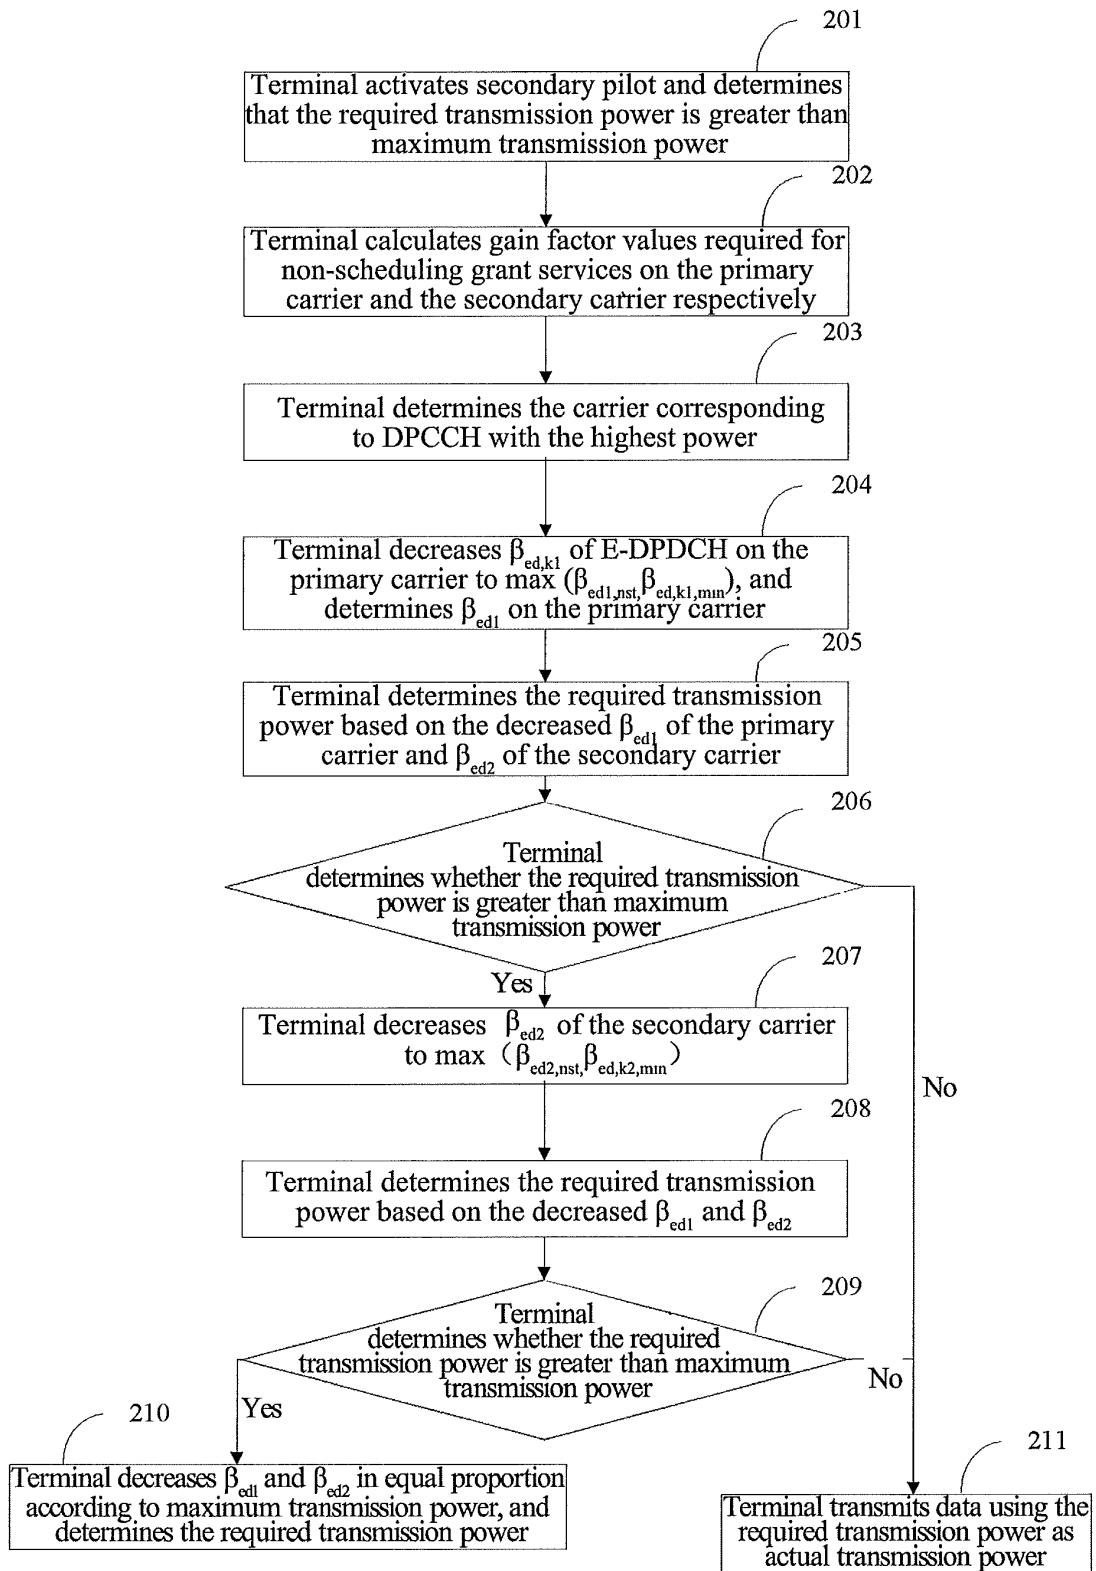 201
Terminal activates secondary pilot and determines
that the required transmission power is greater than
maximum transmission power
202
Terminal calculates gain factor values required for
non-scheduling grant services on the primary
carrier and the secondary carrier respectively
203
Terminal determines the carrier corresponding
to DPCCH with the highest power
204
Terminal decreases βed,k1 of E-DPDCH on the
primary carrier to max (βed1,nst,βed,k1,min), and
determines βed1 on the primary carrier
205
Terminal determines the required transmission
power based on the decreased βed1 of the primary
carrier and βed2 of the secondary carrier
206
Terminal
determines whether the required transmission
power is greater than maximum
transmission power
Yes
No
207
Terminal decreases βed2 of the secondary carrier
to max (βed2,nst,βed,k2,min)
208
Terminal determines the required transmission
power based on the decreased βed1 and βed2
209
Terminal
determines whether the required
transmission power is greater than maximum
transmission power
Yes
No
210
Terminal decreases βed1 and βed2 in equal proportion
according to maximum transmission power, and
determines the required transmission power
211
Terminal transmits data using the
required transmission power as
actual transmission power